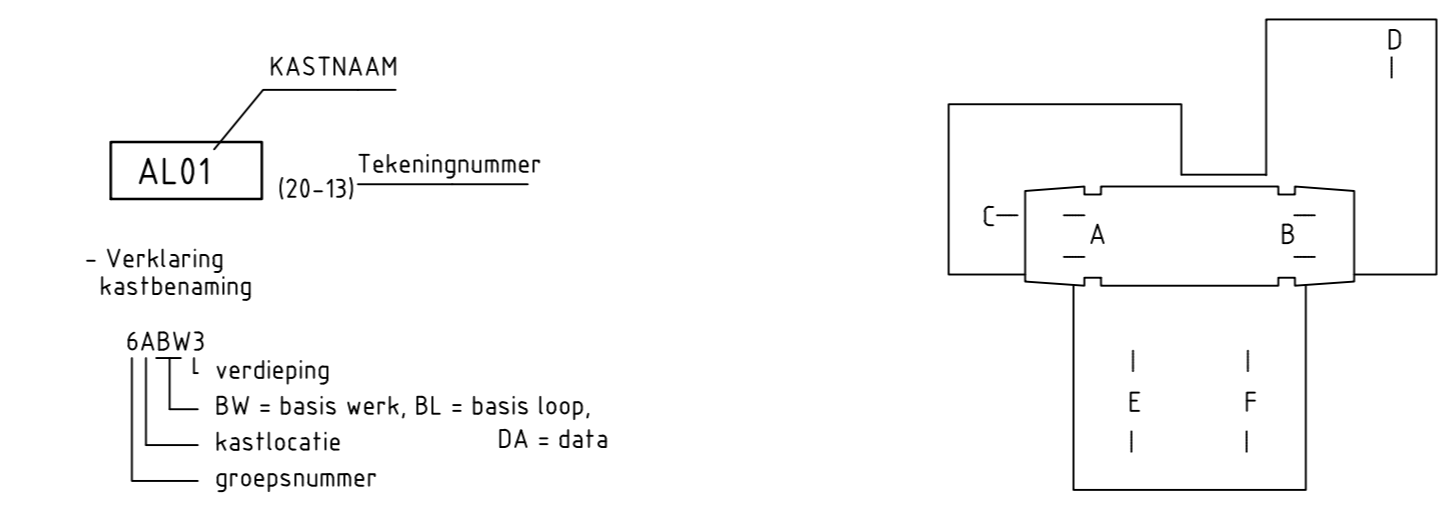 KASTNAAM
AL01
(20-13) Tekeningnummer
- Verklaring
kastbenaming
6ABW3
verdieping
BW = basis werk, BL = basis loop,
kastlocatie DA = data
groepsnummer
D
C
A
B
E
F